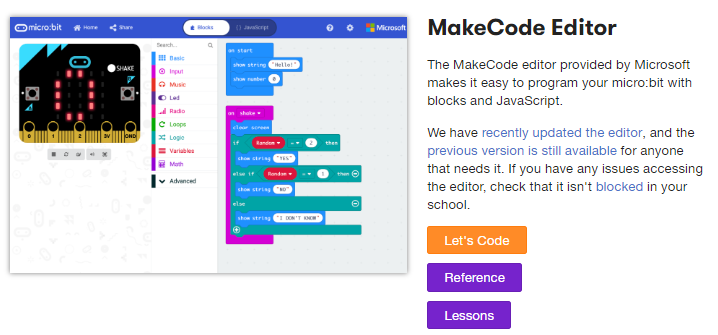 micro:bit Home Share Blocks {} JavaScript Microsoft
SHAKE
0 1 2 3V GND
Search...
Basic
Input
Music
Led
Radio
Loops
Logic
Variables
Math
Advanced
on start
show string "Hello!"
show number 0
on shake
clear screen
if Random = 2 then
show string "YES"
else if Random = 1 then
show string "NO"
else
show string "I DON'T KNOW"
MakeCode Editor
The MakeCode editor provided by Microsoft
makes it easy to program your micro:bit with
blocks and JavaScript.
We have recently updated the editor, and the
previous version is still available for anyone
that needs it. If you have any issues accessing
the editor, check that it isn't blocked in your
school.
Let's Code
Reference
Lessons